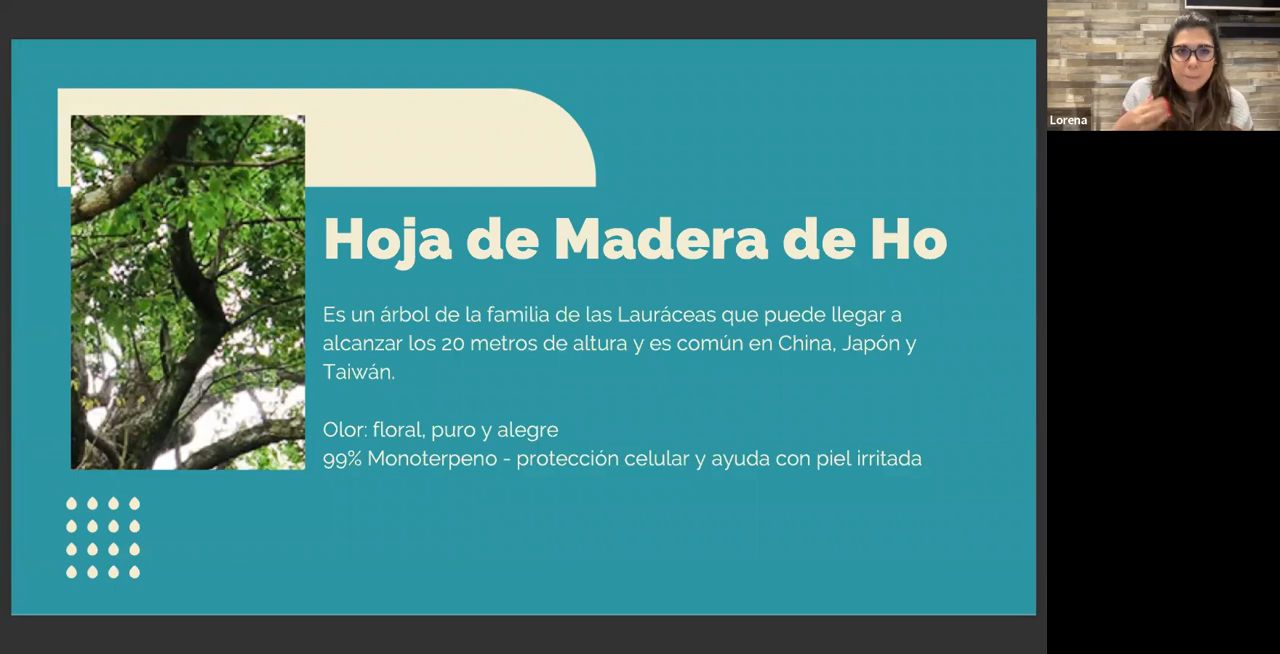 Hoja de Madera de Ho
Es un árbol de la familia de las Lauráceas que puede llegar a
alcanzar los 20 metros de altura y es común en China, Japón y
Taiwán.
Olor: floral, puro y alegre
99% Monoterpeno - protección celular y ayuda con piel irritada
Lorena